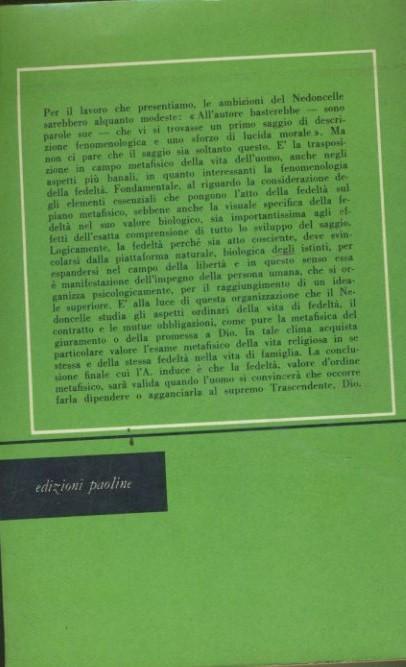 Per il lavoro che presentiamo, le ambizioni del Nedoncelle
sarebbero alquanto modeste: « All'autore basterebbe — sono
parole sue — che vi si trovasse un primo saggio di descri-
zione fenomenologica e uno sforzo di lucida morale ». Ma
non ci pare che il saggio sia soltanto questo. E' la trasposi-
zione in campo metafisico della vita dell'uomo, anche negli
aspetti più banali, in quanto interessanti la fenomenologia
della fedeltà. Fondamentale, al riguardo la considerazione de-
gli elementi essenziali che pongono l'atto della fedeltà sul
piano metafisico, sebbene anche la visuale specifica della fe-
deltà nel suo valore biologico, sia importantissima agli ef-
fetti dell'esatta comprensione di tutto lo sviluppo del saggio.
Logicamente, la fedeltà perché sia atto cosciente, deve svin-
colarsi dalla piattaforma naturale, biologica degli istinti, per
espandersi nel campo della libertà e in questo senso essa
è manifestazione dell'impegno della persona umana, che si or-
ganizza psicologicamente, per il raggiungimento di un idea-
le superiore. E' alla luce di questa organizzazione che il Ne-
doncelle studia gli aspetti ordinari della vita di fedeltà, il
contratto e le mutue obbligazioni, come pure la metafisica del
giuramento o della promessa a Dio. In tale clima acquista
particolare valore l'esame metafisico della vita religiosa in se
stessa e della stessa fedeltà nella vita di famiglia. La conclu-
sione finale cui l'A. induce è che la fedeltà, valore d'ordine
metafisico, sarà valida quando l'uomo si convincerà che occorre
farla dipendere o agganciarla al supremo Trascendente, Dio.
edizioni paoline